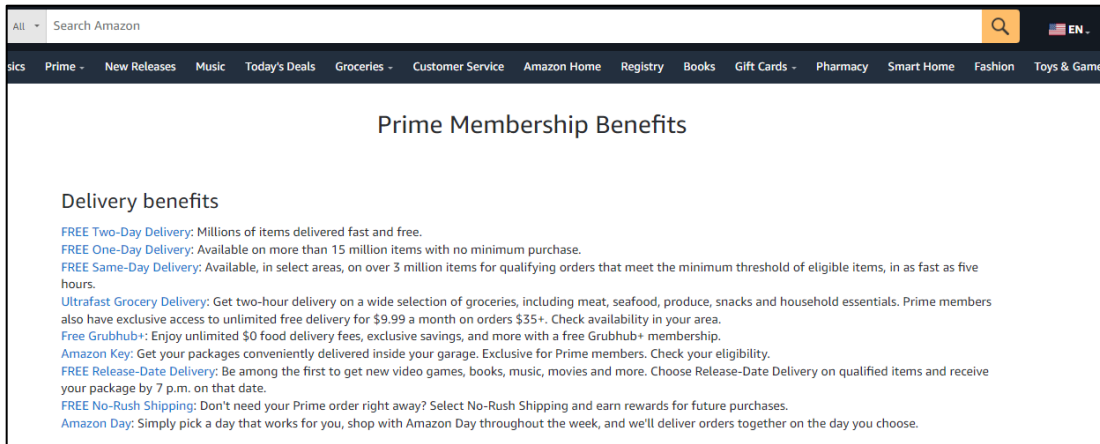 All Search Amazon EN
sics Prime New Releases Music Today's Deals Groceries Customer Service Amazon Home Registry Books Gift Cards Pharmacy Smart Home Fashion Toys & Game
Prime Membership Benefits
Delivery benefits
FREE Two-Day Delivery: Millions of items delivered fast and free.
FREE One-Day Delivery: Available on more than 15 million items with no minimum purchase.
FREE Same-Day Delivery: Available, in select areas, on over 3 million items for qualifying orders that meet the minimum threshold of eligible items, in as fast as five
hours.
Ultrafast Grocery Delivery: Get two-hour delivery on a wide selection of groceries, including meat, seafood, produce, snacks and household essentials. Prime members
also have exclusive access to unlimited free delivery for $9.99 a month on orders $35+. Check availability in your area.
Free Grubhub+: Enjoy unlimited $0 food delivery fees, exclusive savings, and more with a free Grubhub+ membership.
Amazon Key: Get your packages conveniently delivered inside your garage. Exclusive for Prime members. Check your eligibility.
FREE Release-Date Delivery: Be among the first to get new video games, books, music, movies and more. Choose Release-Date Delivery on qualified items and receive
your package by 7 p.m. on that date.
FREE No-Rush Shipping: Don't need your Prime order right away? Select No-Rush Shipping and earn rewards for future purchases.
Amazon Day: Simply pick a day that works for you, shop with Amazon Day throughout the week, and we'll deliver orders together on the day you choose.